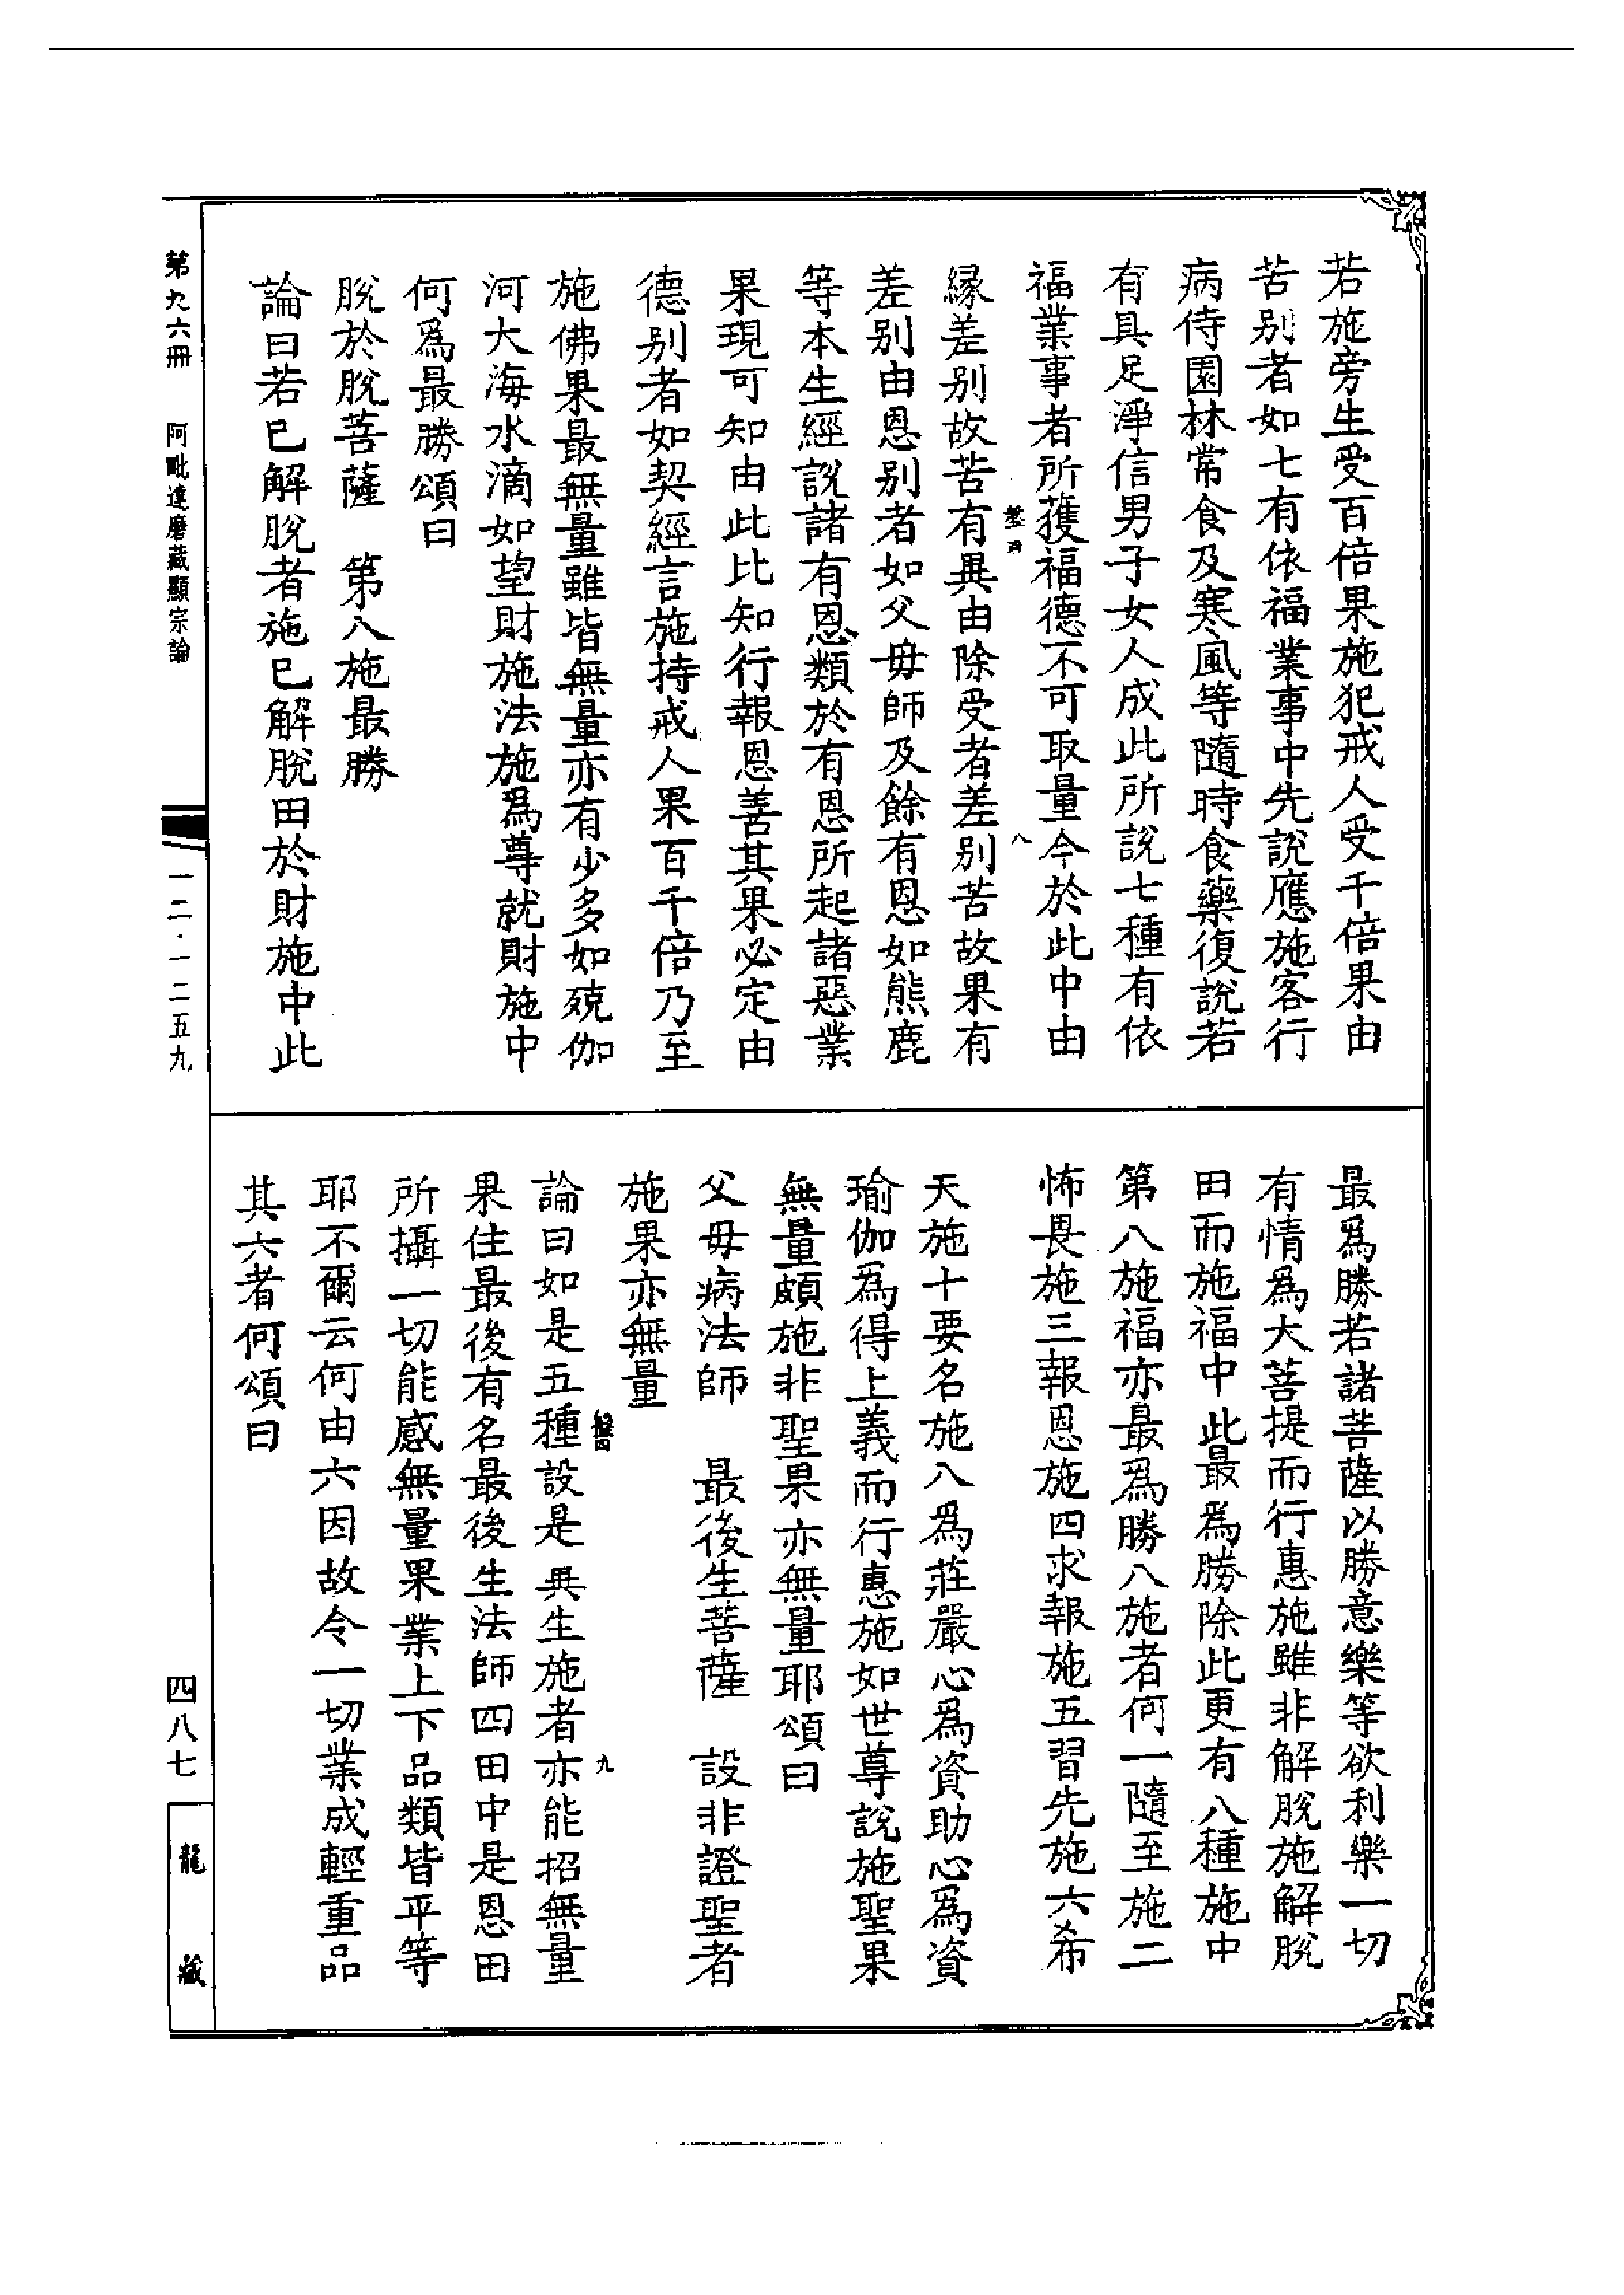 若施旁生受百倍果施犯戒人受千倍果由
苦别者如七有依福業事中先說應施客行
病侍園林常食及寒風等隨時食藥復說若
有具足淨信男子女人成此所說七種有依
福業事者所獲福德不可取量今於此中由
八
縁差别故苦有異由除受者差别苦故果有
差别由恩别者如父母師及餘有恩如熊鹿
等本生經說諸有恩類於有恩所起諸惡業
果現可知由此比知行報恩善其果必定由
德别者如契經言施持戒人果百千倍乃至
施佛果最無量雖皆無量亦有少多如殑伽
河大海水滴如望財施法施爲尊就財施中
何爲最勝頌曰
脫於脫菩薩　第八施最勝
論曰若已解脫者施已解脫田於財施中此
最爲勝若諸菩薩以勝意樂等欲利樂一切
有情爲大菩提而行惠施雖非解脫施解脫
田而施福中此最爲勝除此更有八種施中
第八施福亦最爲勝八施者何一隨至施二
怖畏施三報恩施四求報施五習先施六希
天施十要名施八爲莊嚴心爲資助心爲資
瑜伽爲得上義而行惠施如世尊說施聖果
無量頗施非聖果亦無量耶頌曰
父母病法師　最後生菩薩　設非證聖者
施果亦無量
九
論曰如是五種設是異生施者亦能招無量
果住最後有名最後生法師四田中是恩田
所攝一切能感無量果業上下品類皆平等
耶不爾云何由六因故令一切業成輕重品
其六者何頌曰
第九六冊　阿毗達磨藏顯宗論
一二·一二五九
四八七
龍藏